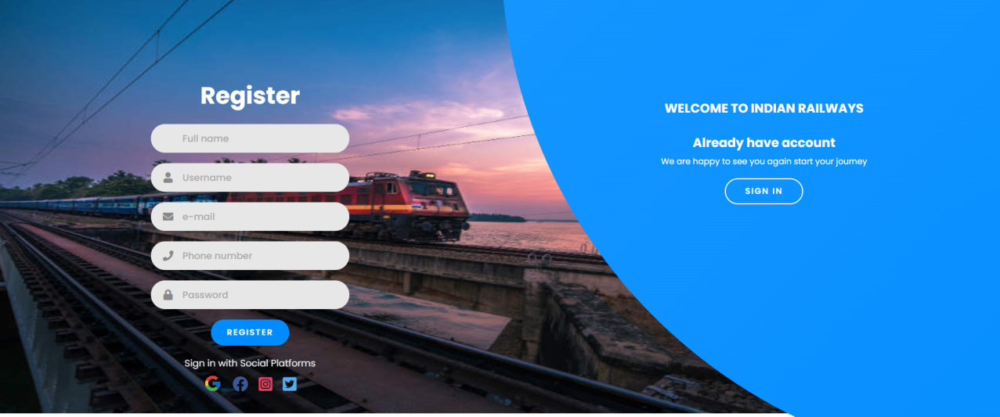 Register
Full name
Username
e-mail
Phone number
Password
REGISTER
Sign in with Social Platforms
WELCOME TO INDIAN RAILWAYS
Already have account
We are happy to see you again start your journey
SIGN IN